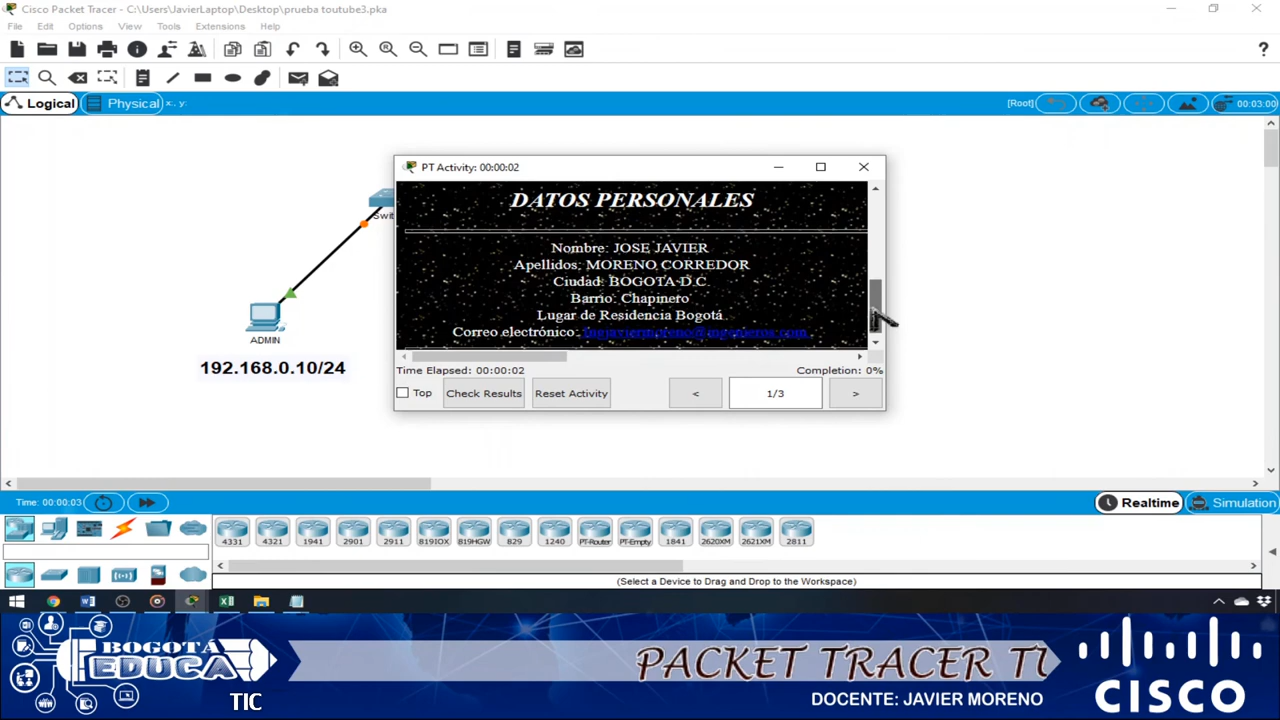 Cisco Packet Tracer - C:\Users\JavierLaptop\Desktop\prueba toutube3.pka
File Edit Options View Tools Extensions Help
Logical Physical x:, y: [Root] 00:03:00
PT Activity: 00:00:02
DATOS PERSONALES
Nombre: JOSE JAVIER
Apellidos: MORENO CORREDOR
Ciudad: BOGOTA D.C.
Barrio: Chapinero
Lugar de Residencia Bogotá
Correo electrónico:
Time Elapsed: 00:00:02 Completion: 0%
Top Check Results Reset Activity < 1/3 >
Swit
ADMIN
192.168.0.10/24
Time: 00:00:03 Realtime Simulation
4331 4321 1941 2901 2911 819IOX 819HGW 829 1240 PT-Router PT-Empty 1841 2620XM 2621XM 2811
(Select a Device to Drag and Drop to the Workspace)
BOGOTÁ
EDUCA
TIC
PACKET TRACER TU
DOCENTE: JAVIER MORENO
CISCO